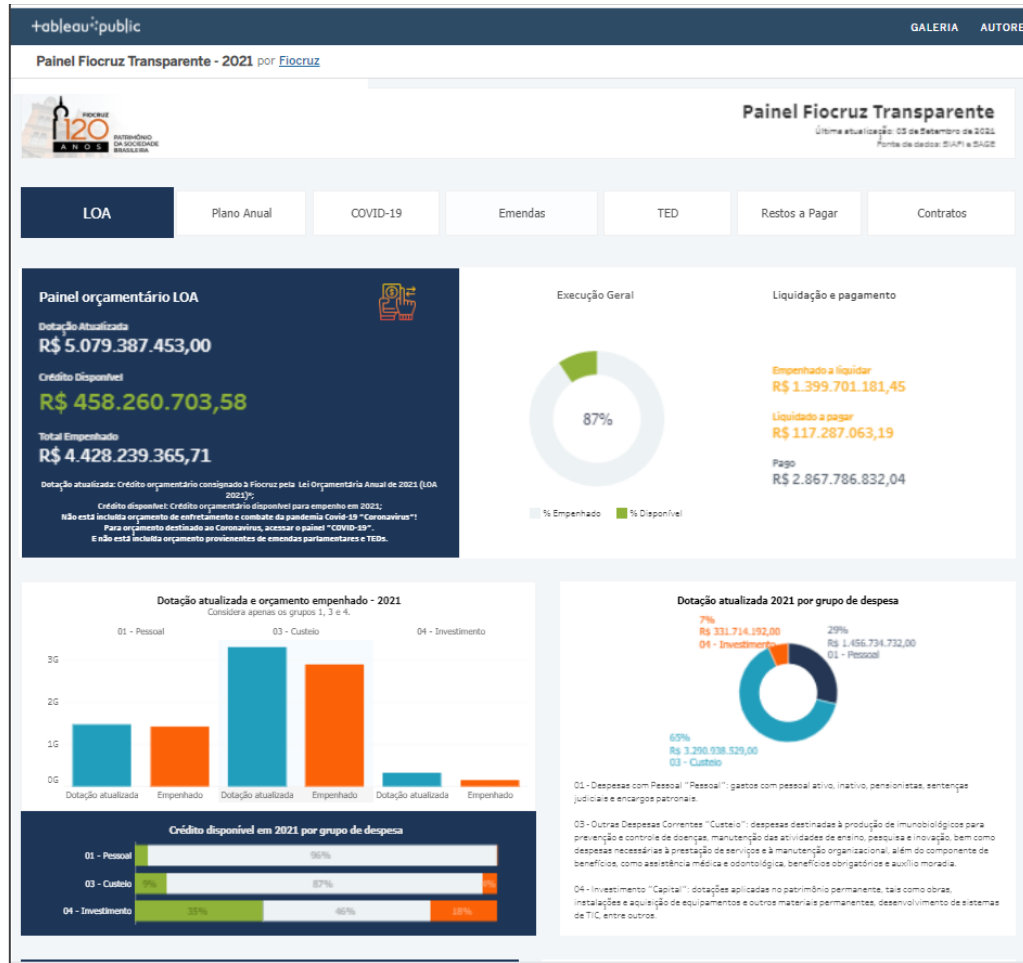 +ableau public
GALERIA AUTORE
Painel Fiocruz Transparente - 2021 por Fiocruz
FIOCRUZ
120
ANOS
PATRIMÔNIO
DA SOCIEDADE
BRASILEIRA
Painel Fiocruz Transparente
Última atualização: 05 de Setembro de 2021
Fonte de dados: SIAFI e SAGE
LOA
Plano Anual
COVID-19
Emendas
TED
Restos a Pagar
Contratos
Painel orçamentário LOA
Dotação Atualizada
R$ 5.079.387.453,00
Crédito Disponível
R$ 458.260.703,58
Total Empenhado
R$ 4.428.239.365,71
Dotação atualizada: Crédito orçamentário consignado à Fiocruz pela Lei Orçamentária Anual de 2021 (LOA
2021)*;
Crédito disponível: Crédito orçamentário disponível para empenho em 2021;
Não está incluída orçamento de enfretamento e combate da pandemia Covid-19 "Coronavirus"!
Para orçamento destinado ao Coronavirus, acessar o painel "COVID-19".
E não está incluída orçamento provienentes de emendas parlamentares e TEDs.
Execução Geral
87%
% Empenhado
% Disponível
Liquidação e pagamento
Empenhado a liquidar
R$ 1.399.701.181,45
Liquidado a pagar
R$ 117.287.063,19
Pago
R$ 2.867.786.832,04
Dotação atualizada e orçamento empenhado - 2021
Considera apenas os grupos 1, 3 e 4.
01 - Pessoal
03 - Custeio
04 - Investimento
3G
2G
1G
0G
Dotação atualizada
Empenhado
Dotação atualizada
Empenhado
Dotação atualizada
Empenhado
Crédito disponível em 2021 por grupo de despesa
01 - Pessoal
96%
03 - Custeio
9%
87%
04 - Investimento
35%
46%
18%
Dotação atualizada 2021 por grupo de despesa
7%
R$ 331.714.192,00
04 - Investimento
29%
R$ 1.456.734.732,00
01 - Pessoal
65%
R$ 3.290.938.529,00
03 - Custeio
01 - Despesas com Pessoal "Pessoal": gastos com pessoal ativo, inativo, pensionistas, sentenças
judiciais e encargos patronais.
03 - Outras Despesas Correntes "Custeio": despesas destinadas à produção de imunobiológicos para
prevenção e controle de doenças, manutenção das atividades de ensino, pesquisa e inovação, bem como
despesas necessárias à prestação de serviços e à manutenção organizacional, além do componente de
benefícios, como assistência médica e odontológica, benefícios obrigatórios e auxílio moradia.
04 - Investimento "Capital": dotações aplicadas no patrimônio permanente, tais como obras,
instalações e aquisição de equipamentos e outros materiais permanentes, desenvolvimento de sistemas
de TIC, entre outros.